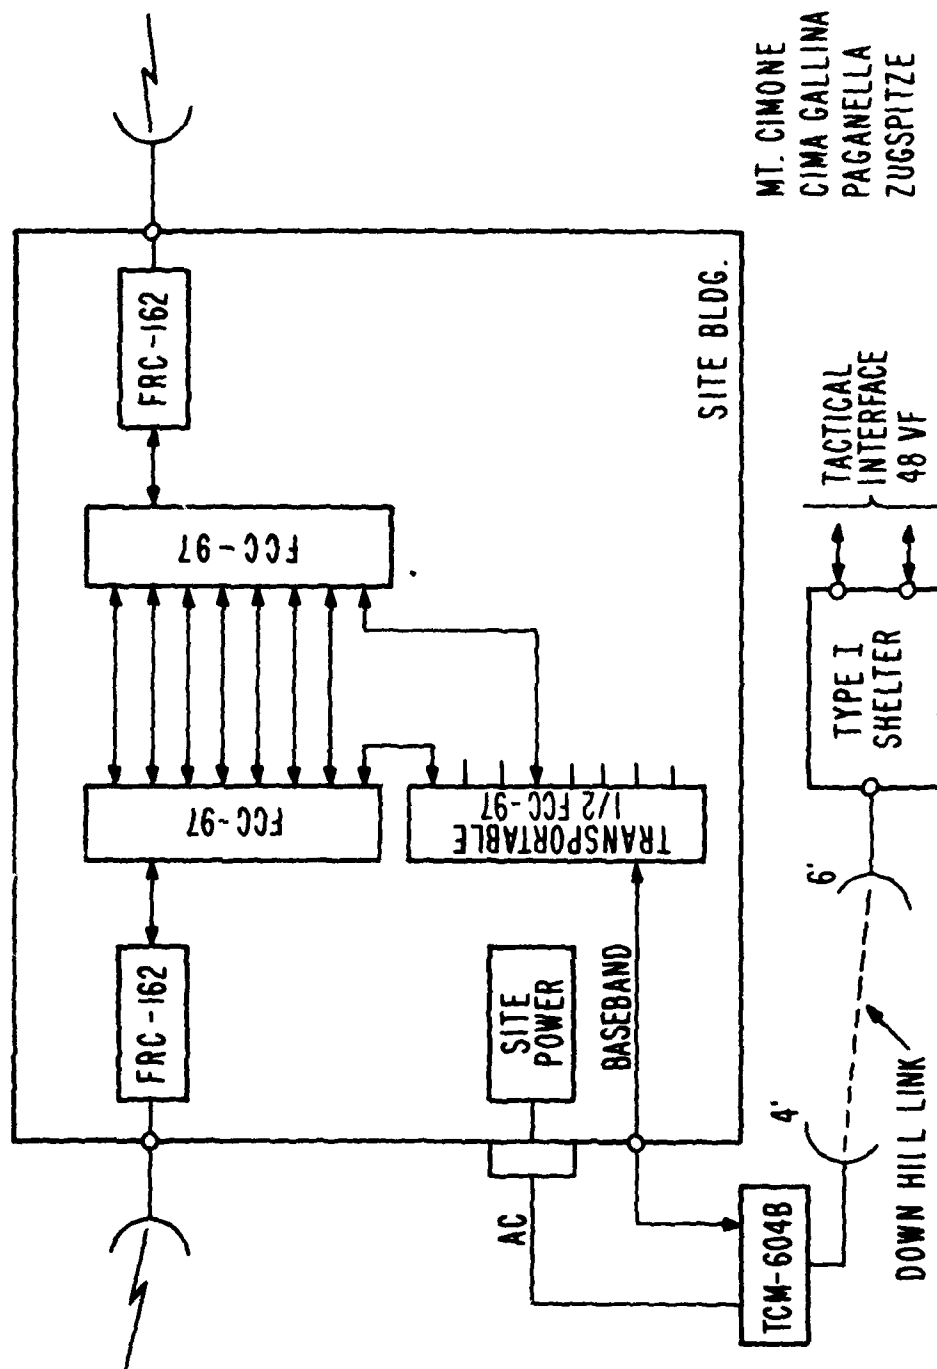 FRC-162
FCC-97
FCC-97
FRC-162
TRANSPORTABLE
1/2 FCC-97
SITE
POWER
BASEBAND
SITE BLDG.
AC
TCM-604B
4'
6'
DOWN HILL LINK
TYPE I
SHELTER
TACTICAL
INTERFACE
48 VF
MT. CIMONE
CIMA GALLINA
PAGANELLA
ZUGSPITZE